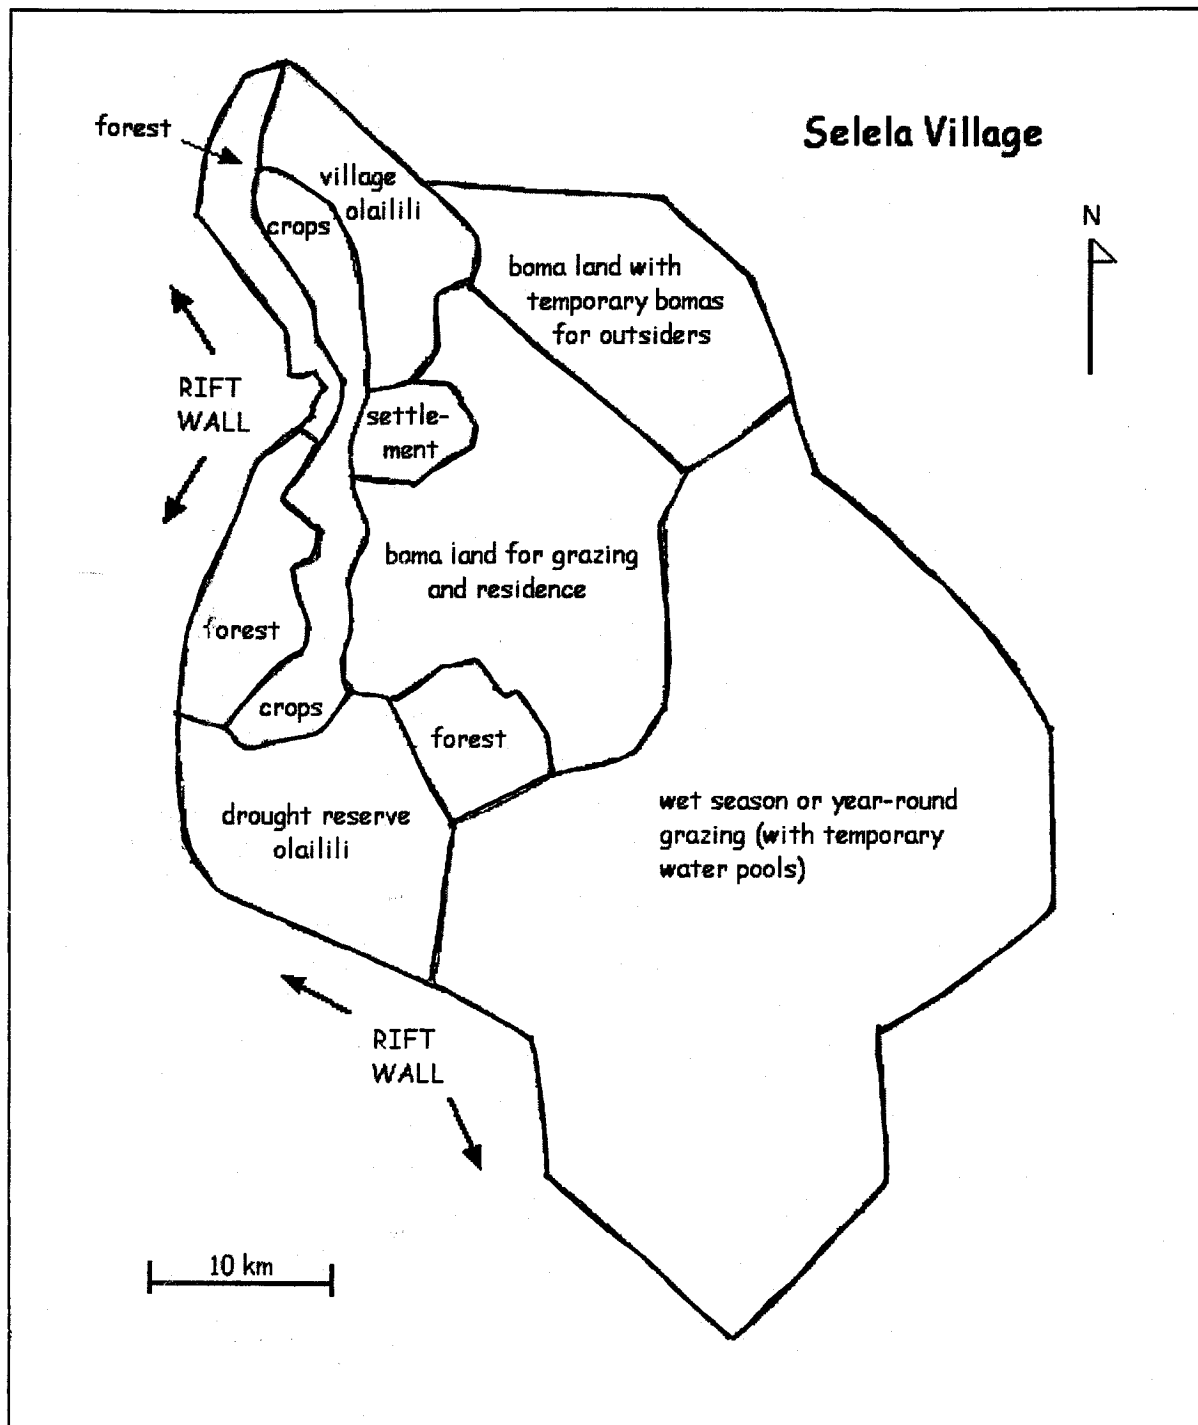 Selela Village
forest
village
olailili
crops
N
boma land with
temporary bomas
for outsiders
RIFT
WALL
settle-
ment
boma land for grazing
and residence
forest
crops
forest
drought reserve
olailili
wet season or year-round
grazing (with temporary
water pools)
RIFT
WALL
10 km